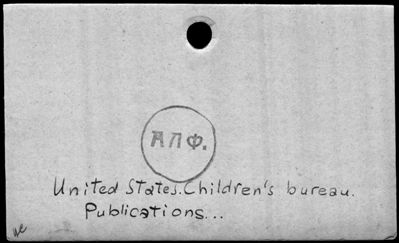 АПФ.
United States. Children's bureau.
Publications...